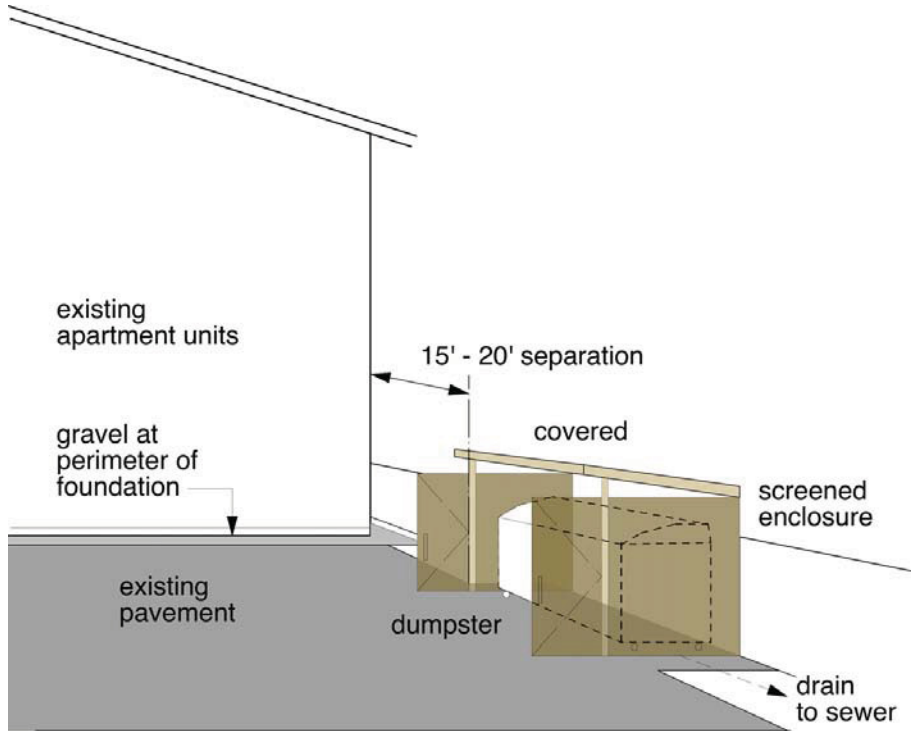 existing
apartment units
15' - 20' separation
gravel at
perimeter of
foundation
covered
screened
enclosure
existing
pavement
dumpster
drain
to sewer